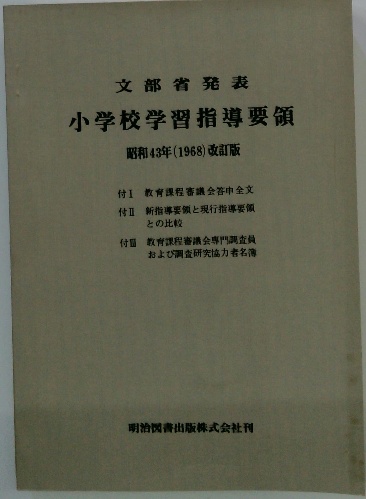 文部省発表
小学校学習指導要領
昭和43年(1968)改訂版
付Ⅰ 教育課程審議会答申全文
付Ⅱ 新指導要領と現行指導要領
との比較
付Ⅲ 教育課程審議会専門調査員
および調査研究協力者名簿
明治図書出版株式会社刊